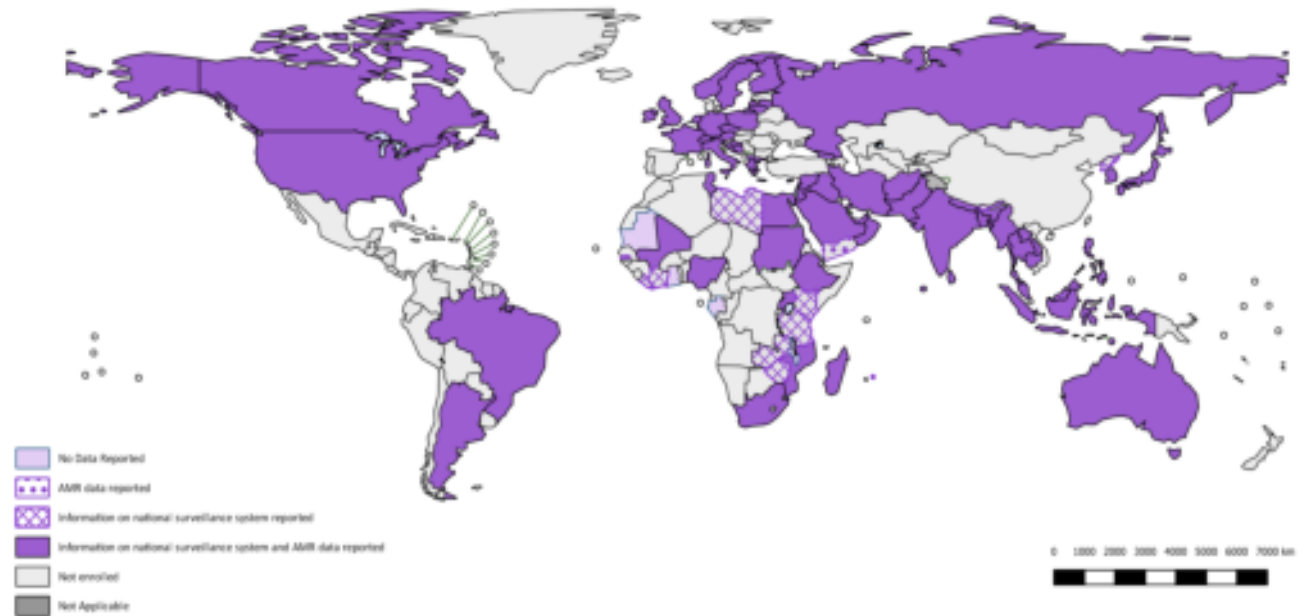 No Data Reported
AMR data reported
Information on national surveillance system reported
Information on national surveillance system and AMR data reported
Not enrolled
Not Applicable
0 1000 2000 3000 4000 5000 6000 7000 km